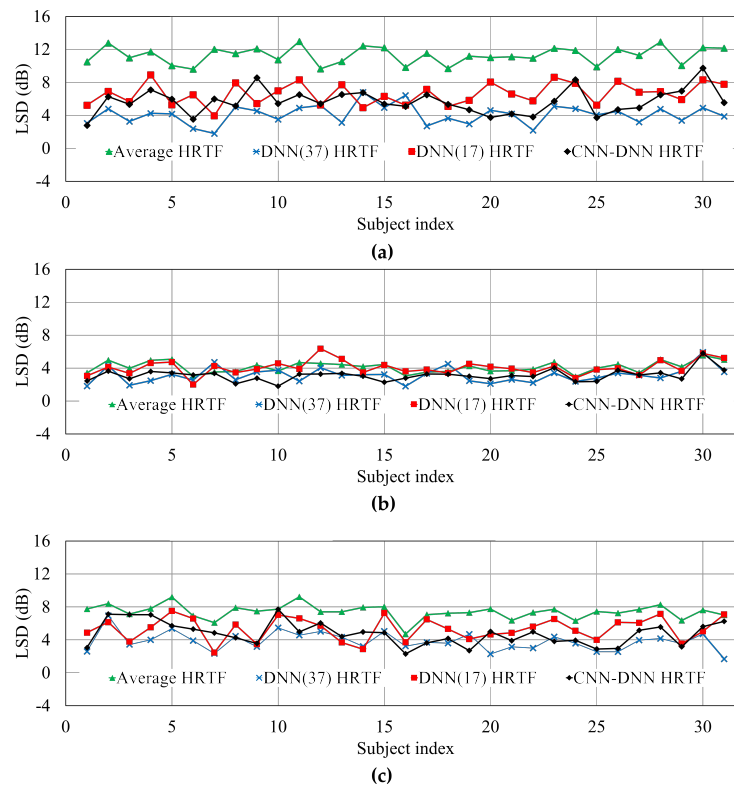 16
12
8
4
0
-4
LSD (dB)
Average HRTF DNN(37) HRTF DNN(17) HRTF CNN-DNN HRTF
0 5 10 15 20 25 30
Subject index
(a)
16
12
8
4
0
-4
LSD (dB)
Average HRTF DNN(37) HRTF DNN(17) HRTF CNN-DNN HRTF
0 5 10 15 20 25 30
Subject index
(b)
16
12
8
4
0
-4
LSD (dB)
Average HRTF DNN(37) HRTF DNN(17) HRTF CNN-DNN HRTF
0 5 10 15 20 25 30
Subject index
(c)